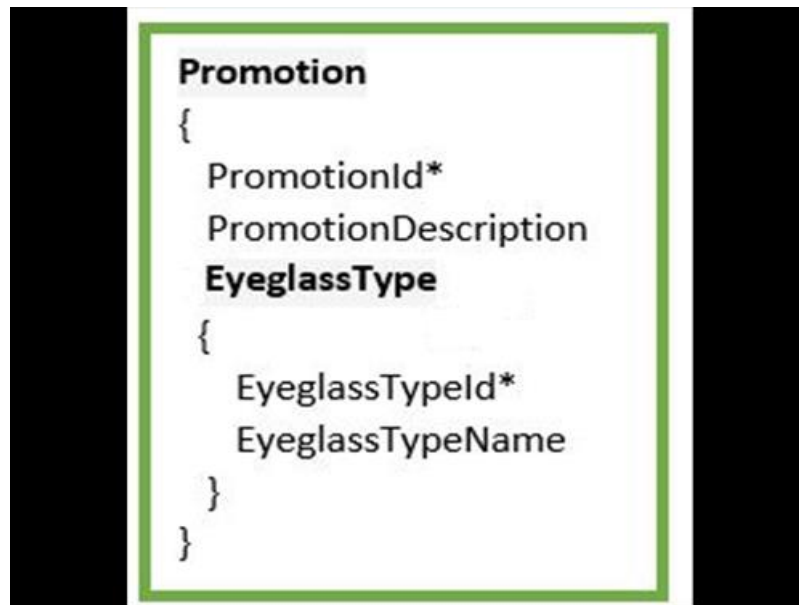 Promotion
{
PromotionId*
PromotionDescription
EyeglassType
{
EyeglassTypeId*
EyeglassTypeName
}
}